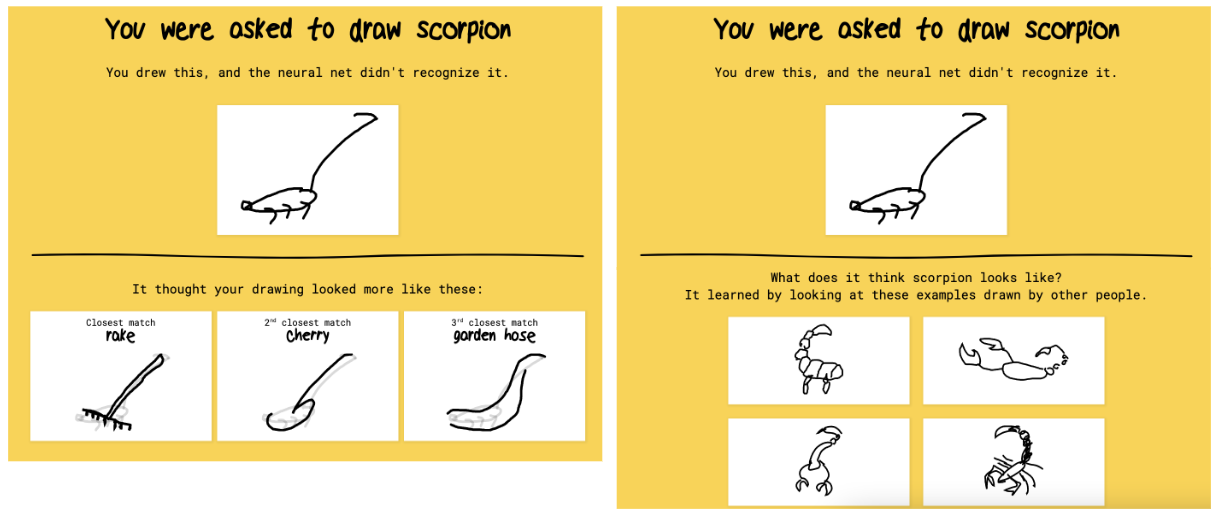 You were asked to draw scorpion
You drew this, and the neural net didn't recognize it.
It thought your drawing looked more like these:
Closest match
rake
2nd closest match
cherry
3rd closest match
garden hose
You were asked to draw scorpion
You drew this, and the neural net didn't recognize it.
What does it think scorpion looks like?
It learned by looking at these examples drawn by other people.